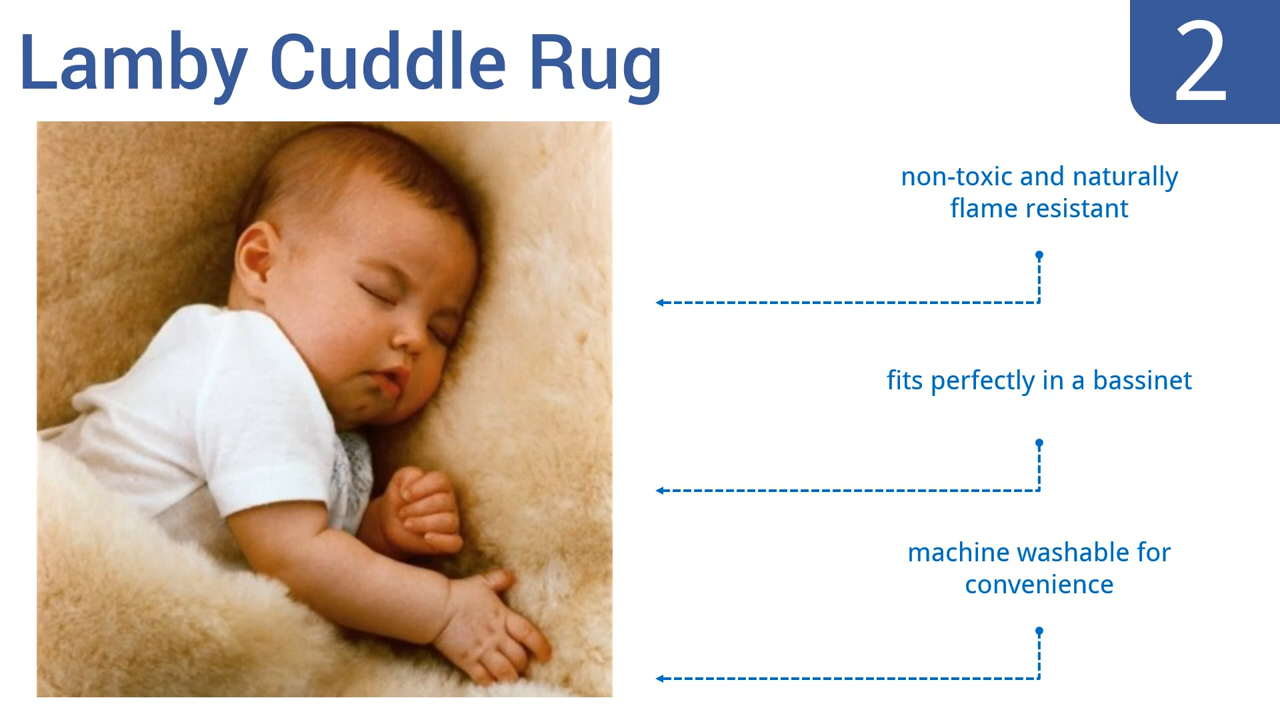 Lamby Cuddle Rug
2
non-toxic and naturally
flame resistant
fits perfectly in a bassinet
machine washable for
convenience